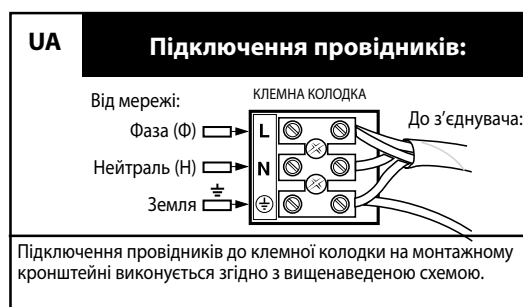 UA
Підключення провідників:
Від мережі:
КЛЕМНА КОЛОДКА
До з’єднувача:
Фаза (Ф)
L
Нейтраль (Н)
N
Земля
Підключення провідників до клемної колодки на монтажному
кронштейні виконується згідно з вищенаведеною схемою.